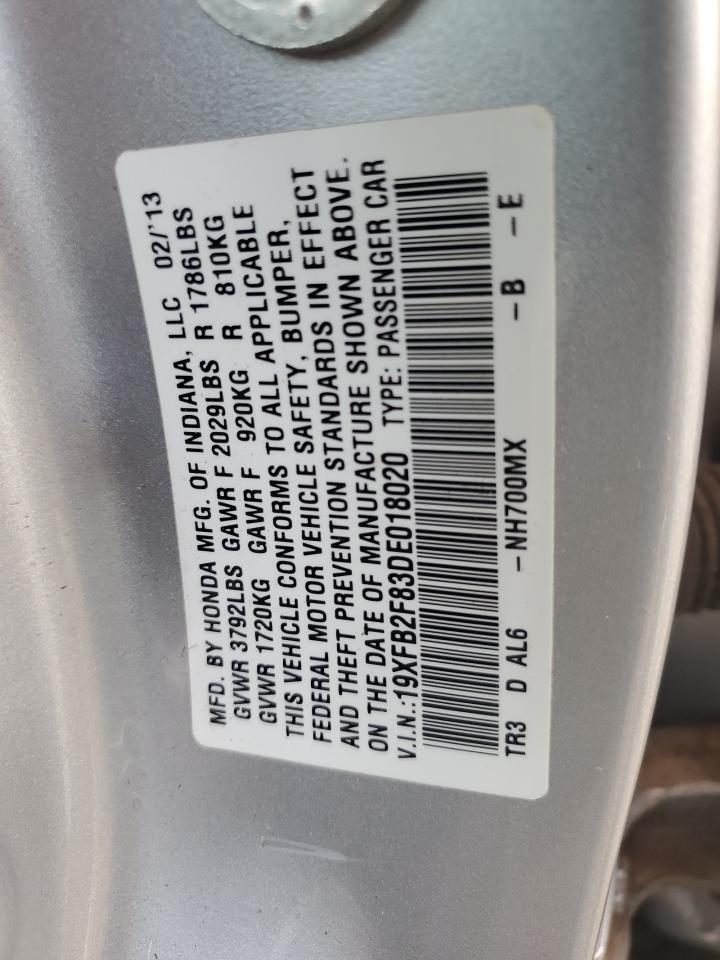 MFD. BY HONDA MFG. OF INDIANA, LLC 02/'13
GVWR 3792LBS GAWR F 2029LBS R 1786LBS
GVWR 1720KG GAWR F 920KG R 810KG
THIS VEHICLE CONFORMS TO ALL APPLICABLE
FEDERAL MOTOR VEHICLE SAFETY, BUMPER,
AND THEFT PREVENTION STANDARDS IN EFFECT
ON THE DATE OF MANUFACTURE SHOWN ABOVE.
V.I.N.:19XFB2F83DE018020 TYPE: PASSENGER CAR
TR3 D AL6 -NH700MX -B -E